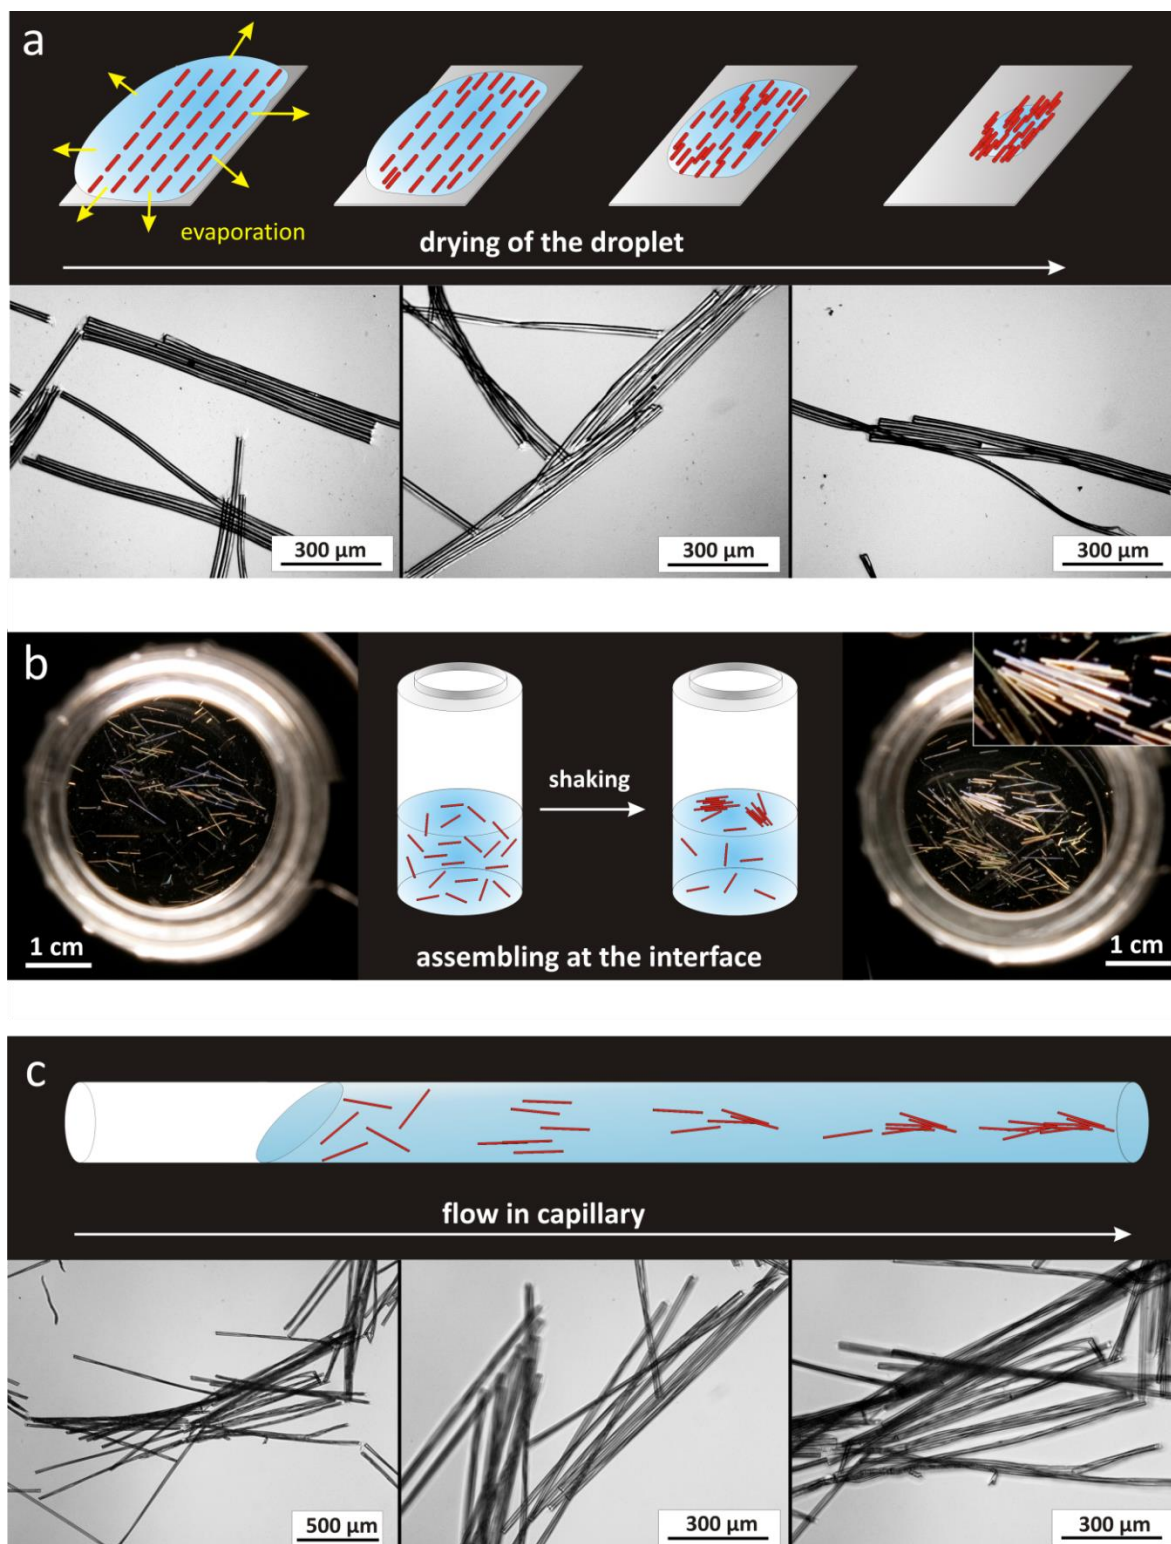 a
evaporation
drying of the droplet
300 µm
300 µm
300 µm
b
shaking
1 cm
assembling at the interface
1 cm
c
flow in capillary
500 µm
300 µm
300 µm